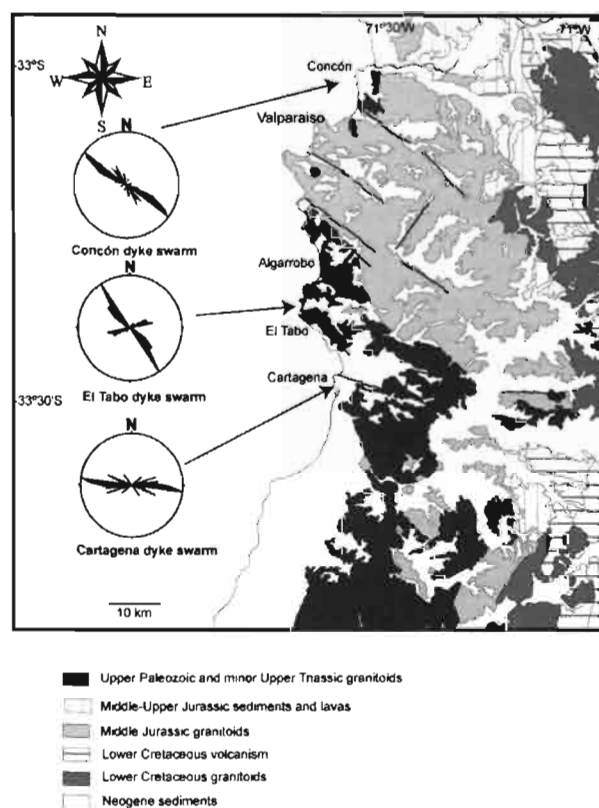 71°30'W
71°W
33°S
N
W
E
S
Concón
Valparaiso
N
Concón dyke swarm
N
Algarrobo
El Tabo
El Tabo dyke swarm
Cartagena
33°30'S
N
Cartagena dyke swarm
10 km
Upper Paleozoic and minor Upper Triassic granitoids
Middle-Upper Jurassic sediments and lavas
Middle Jurassic granitoids
Lower Cretaceous volcanism
Lower Cretaceous granitoids
Neogene sediments